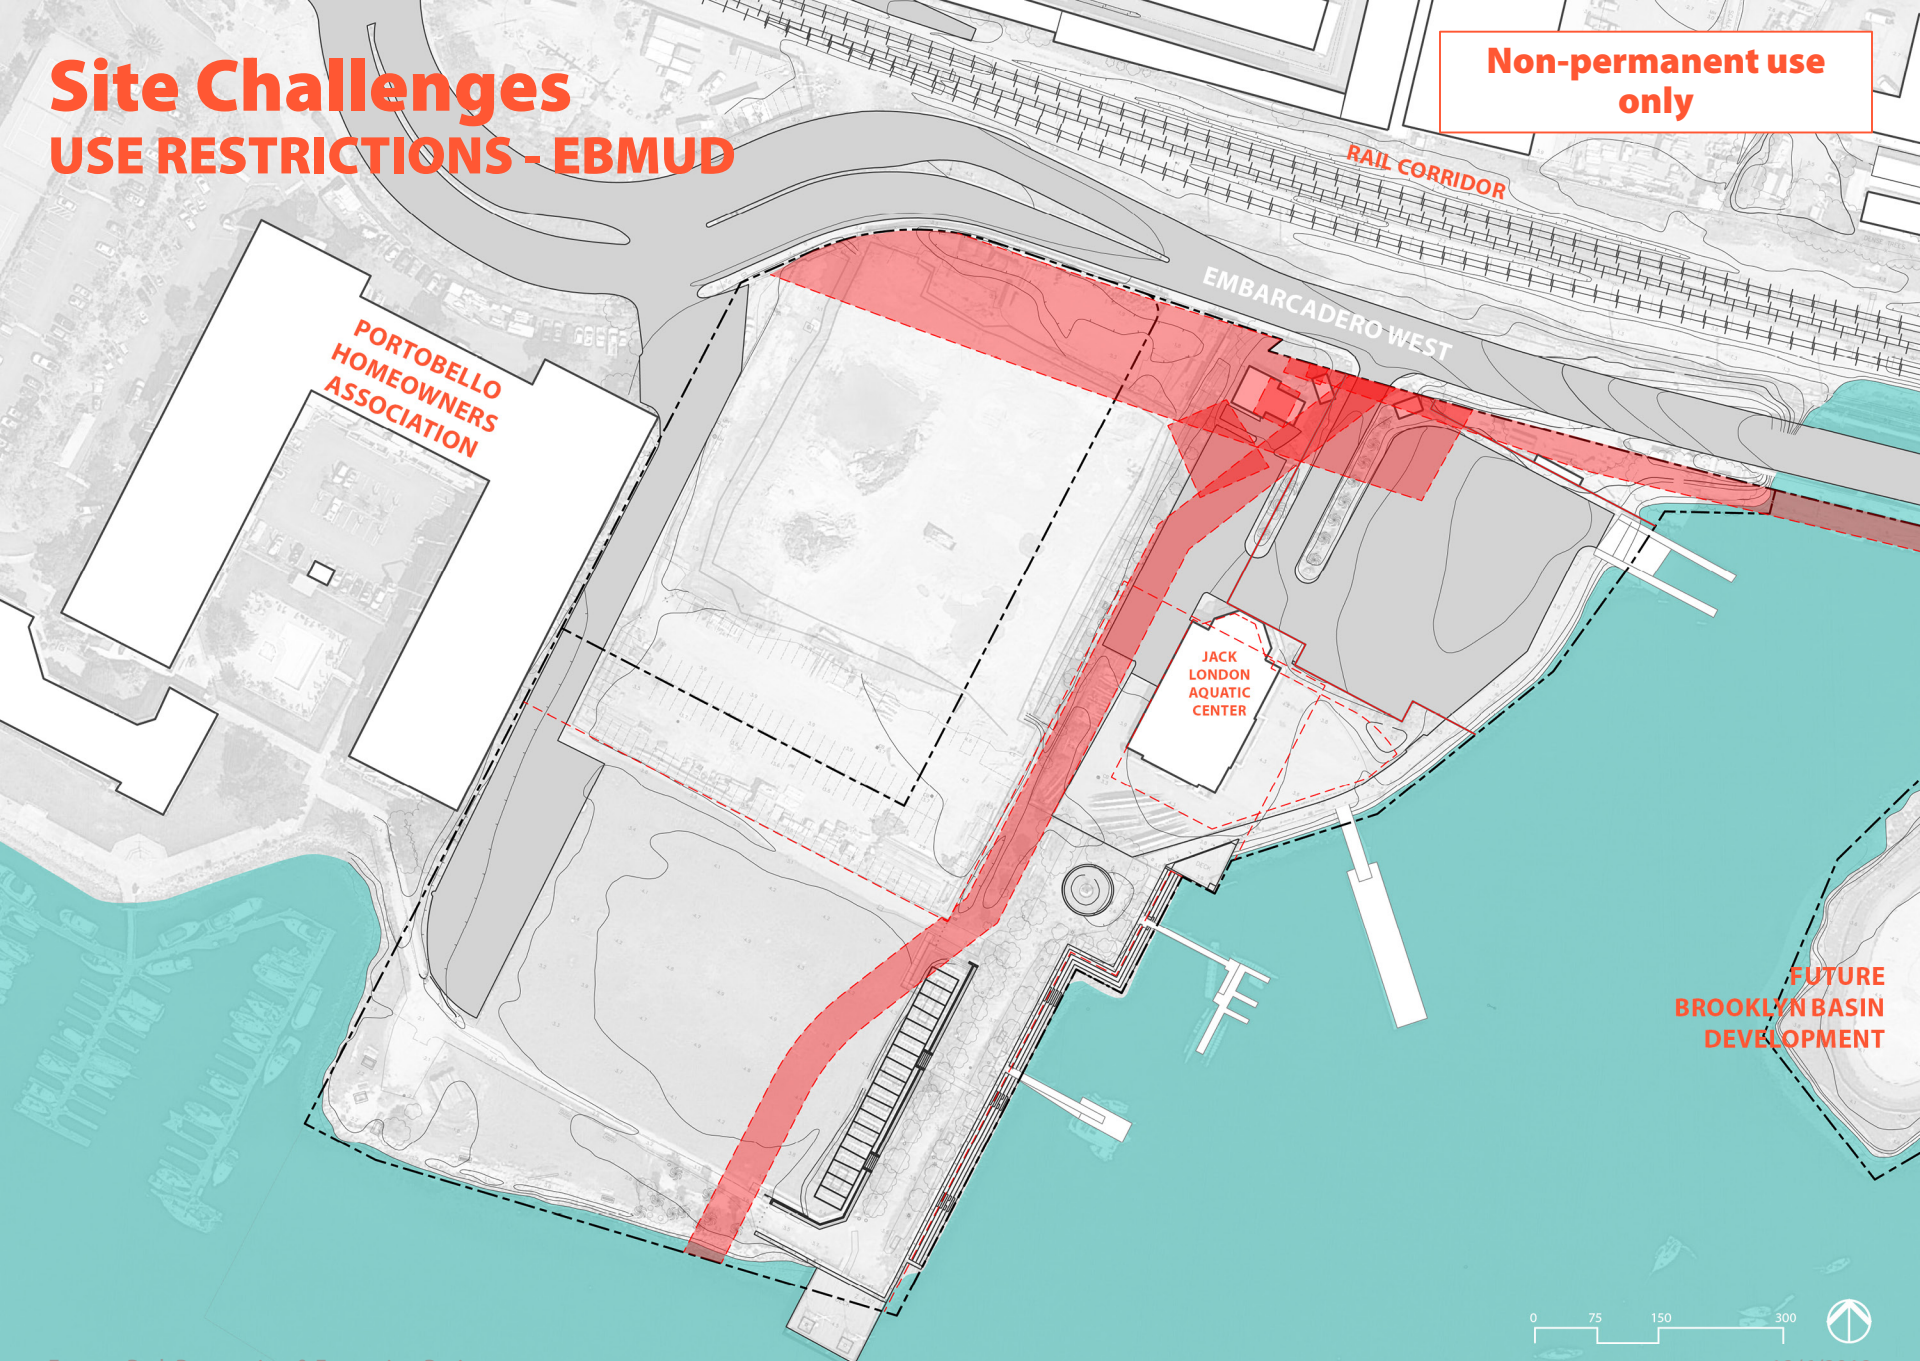 Site Challenges
USE RESTRICTIONS - EBMUD
Non-permanent use
only
RAIL CORRIDOR
EMBARCADERO WEST
PORTOBELLO
HOMEOWNERS
ASSOCIATION
JACK
LONDON
AQUATIC
CENTER
FUTURE
BROOKLYN BASIN
DEVELOPMENT
0 75 150 300